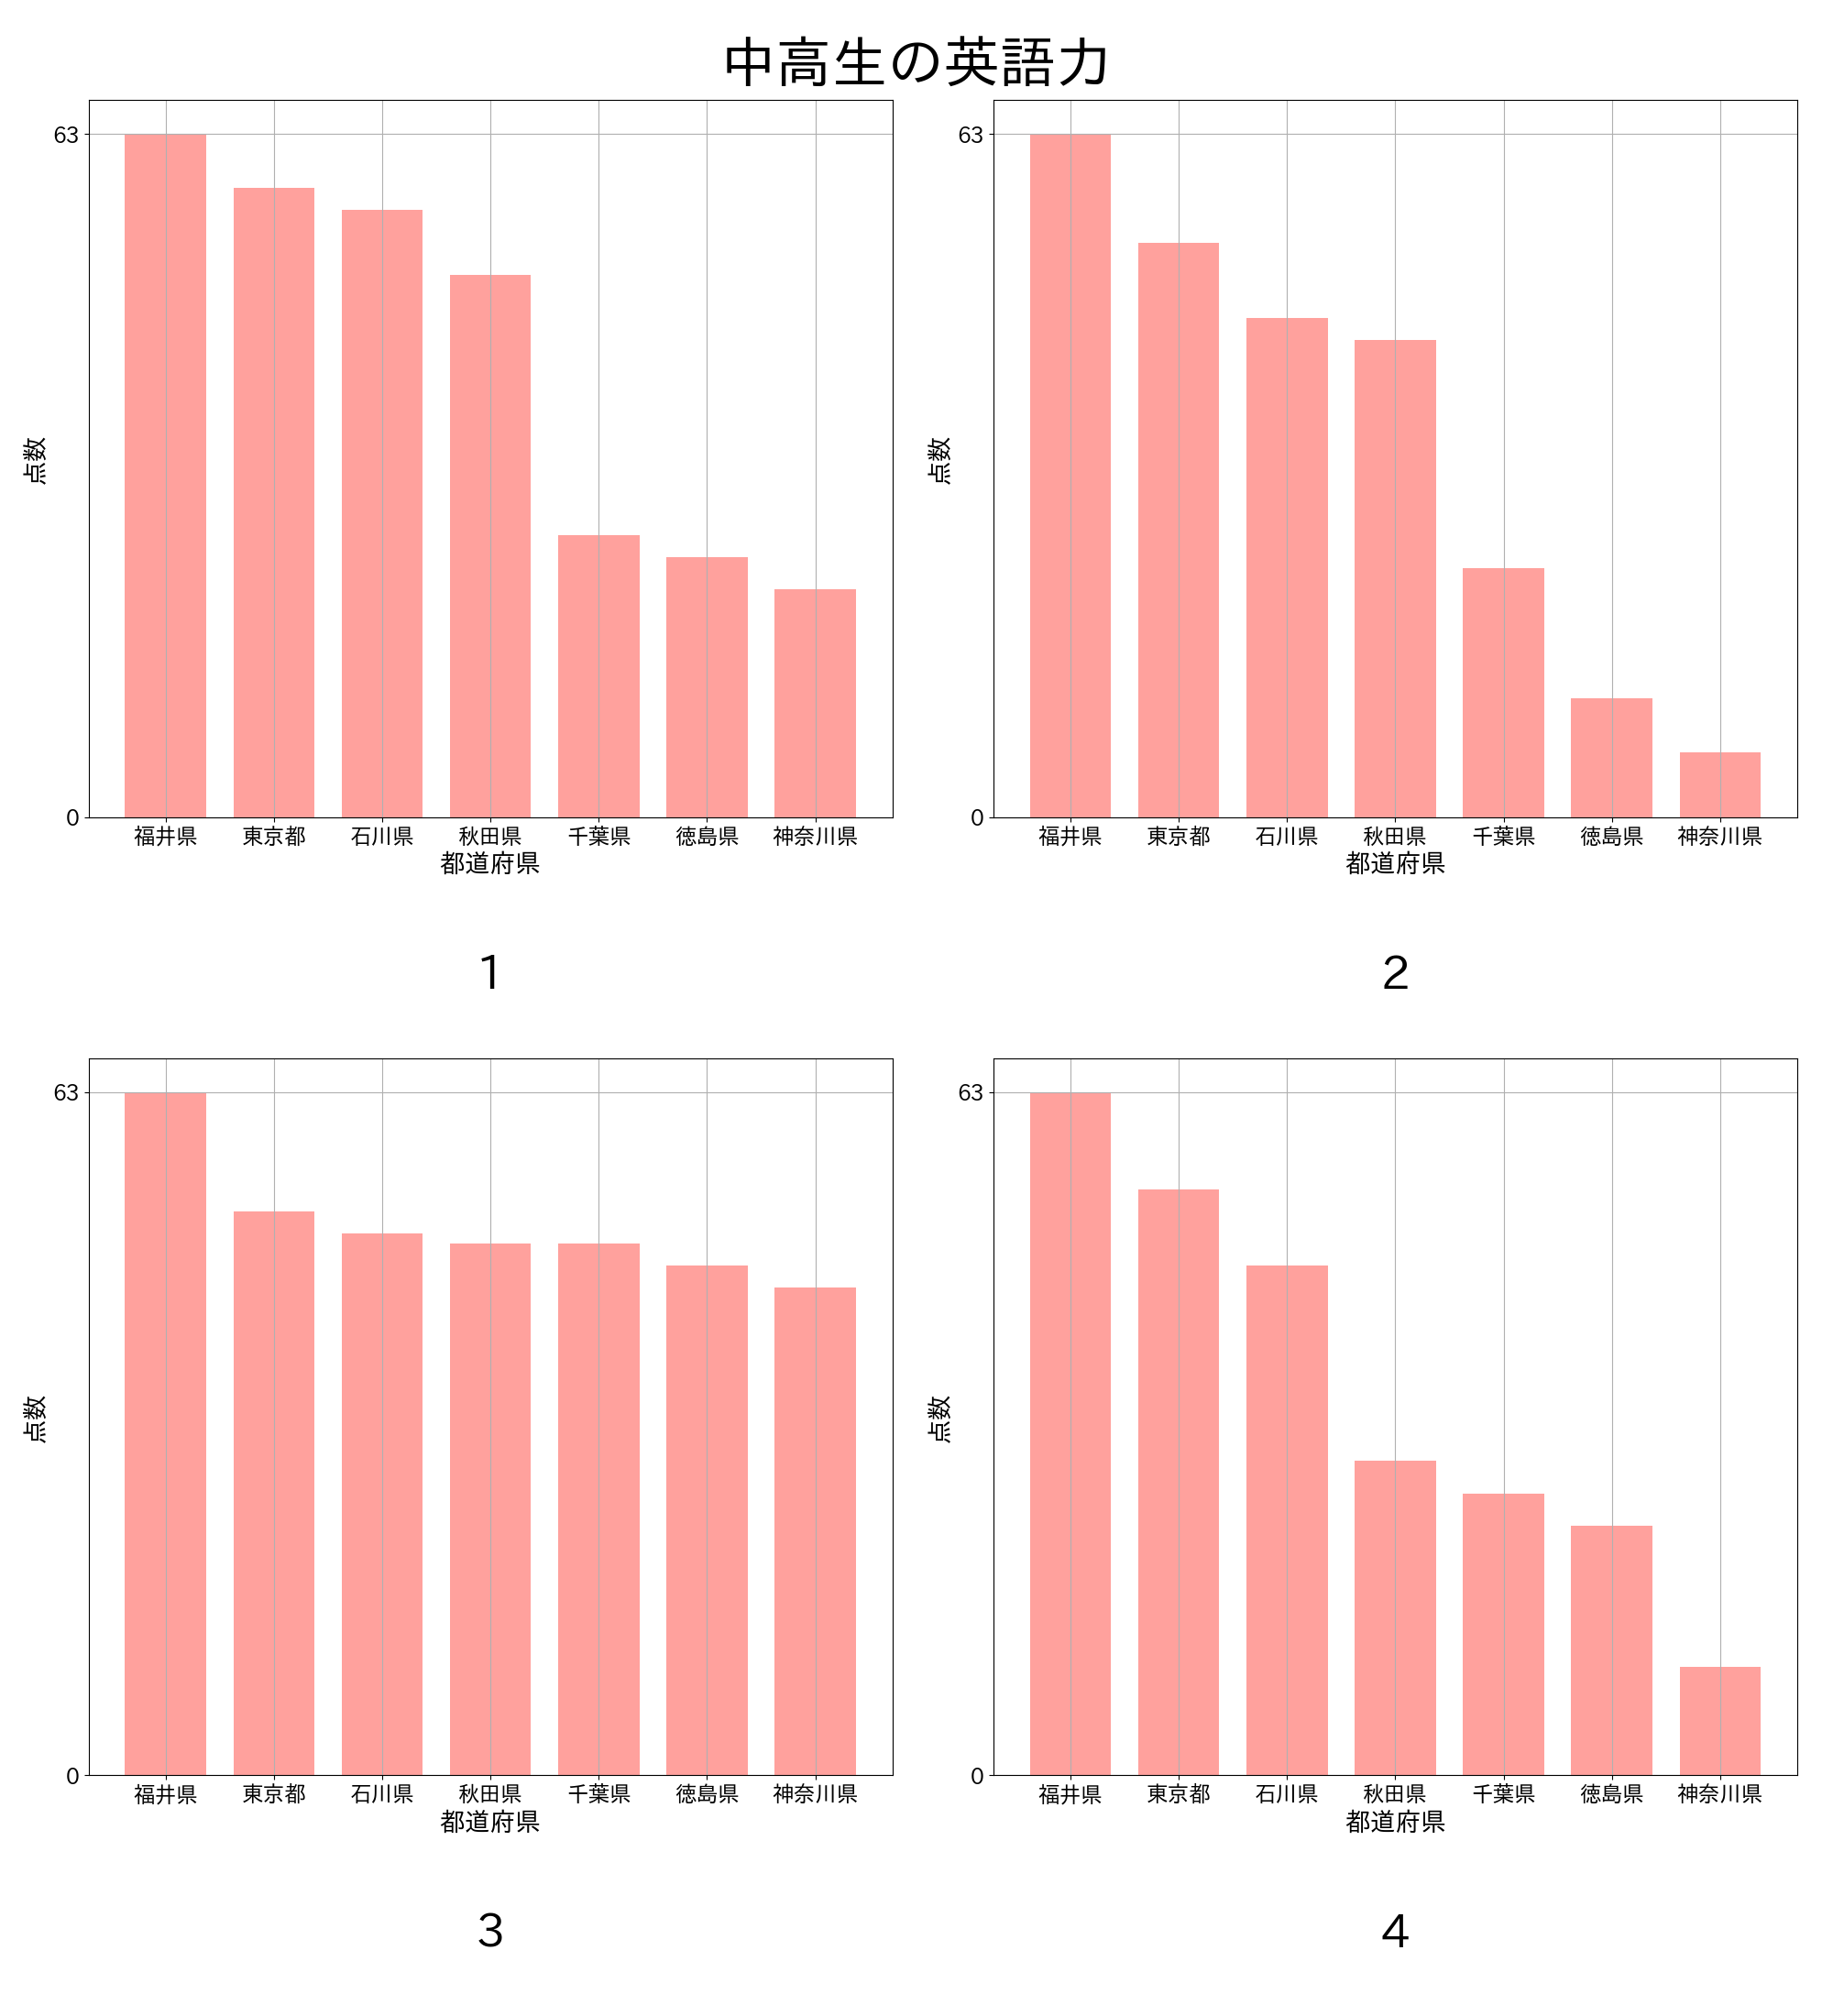 中高生の英語力
63
0
点数
福井県 東京都 石川県 秋田県 千葉県 徳島県 神奈川県
都道府県
1
63
0
点数
福井県 東京都 石川県 秋田県 千葉県 徳島県 神奈川県
都道府県
2
63
0
点数
福井県 東京都 石川県 秋田県 千葉県 徳島県 神奈川県
都道府県
3
63
0
点数
福井県 東京都 石川県 秋田県 千葉県 徳島県 神奈川県
都道府県
4